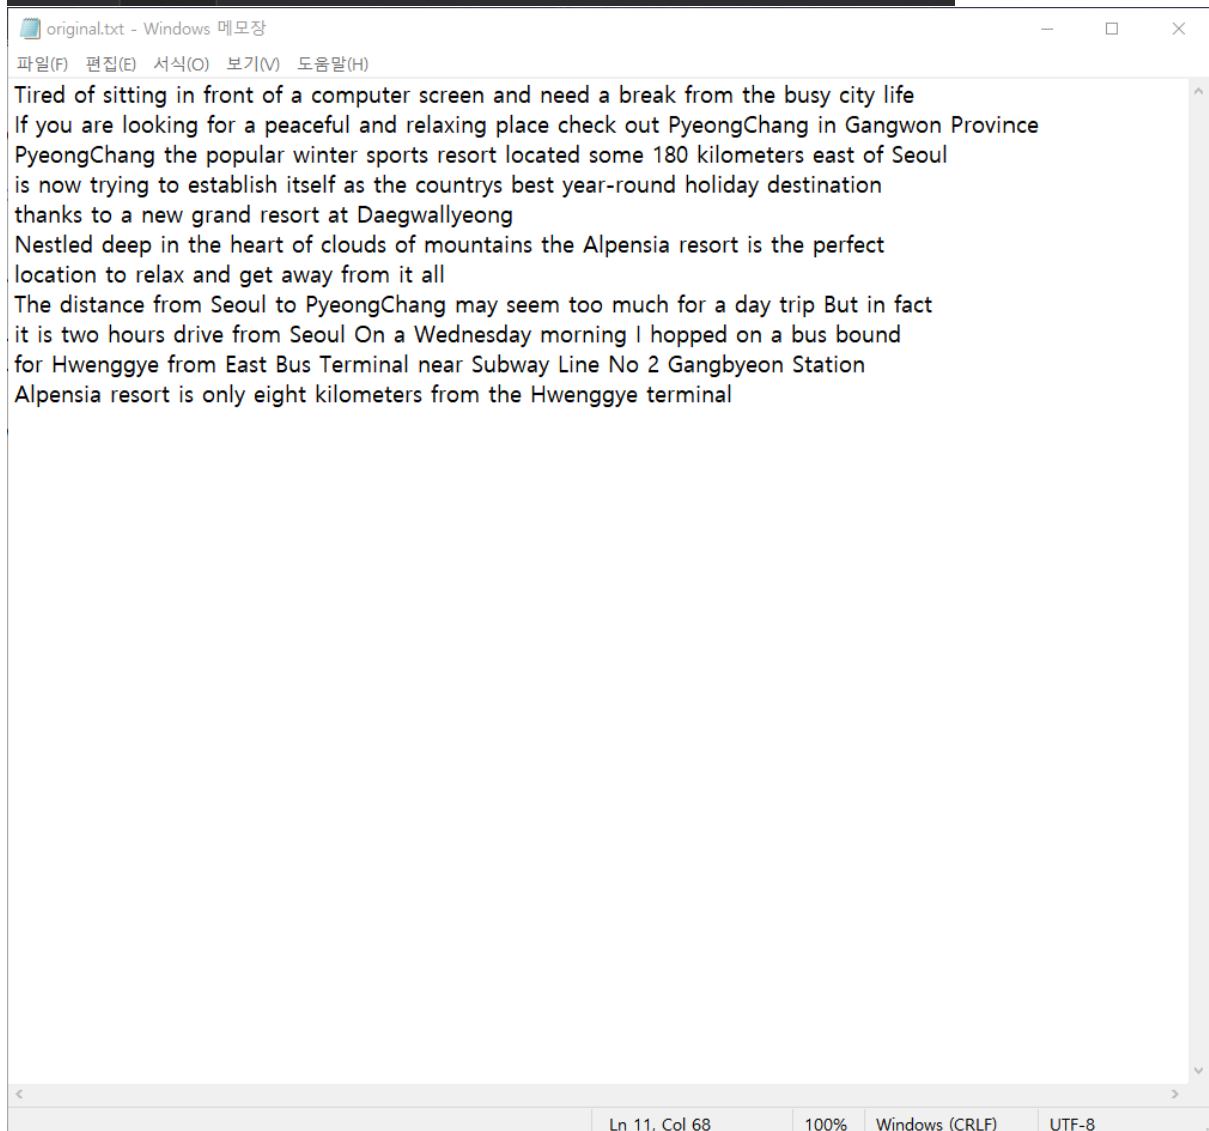 original.txt - Windows 메모장
파일(F) 편집(E) 서식(O) 보기(V) 도움말(H)
Tired of sitting in front of a computer screen and need a break from the busy city life
If you are looking for a peaceful and relaxing place check out PyeongChang in Gangwon Province
PyeongChang the popular winter sports resort located some 180 kilometers east of Seoul
is now trying to establish itself as the countrys best year-round holiday destination
thanks to a new grand resort at Daegwallyeong
Nestled deep in the heart of clouds of mountains the Alpensia resort is the perfect
location to relax and get away from it all
The distance from Seoul to PyeongChang may seem too much for a day trip But in fact
it is two hours drive from Seoul On a Wednesday morning I hopped on a bus bound
for Hwenggye from East Bus Terminal near Subway Line No 2 Gangbyeon Station
Alpensia resort is only eight kilometers from the Hwenggye terminal
Ln 11, Col 68 100% Windows (CRLF) UTF-8